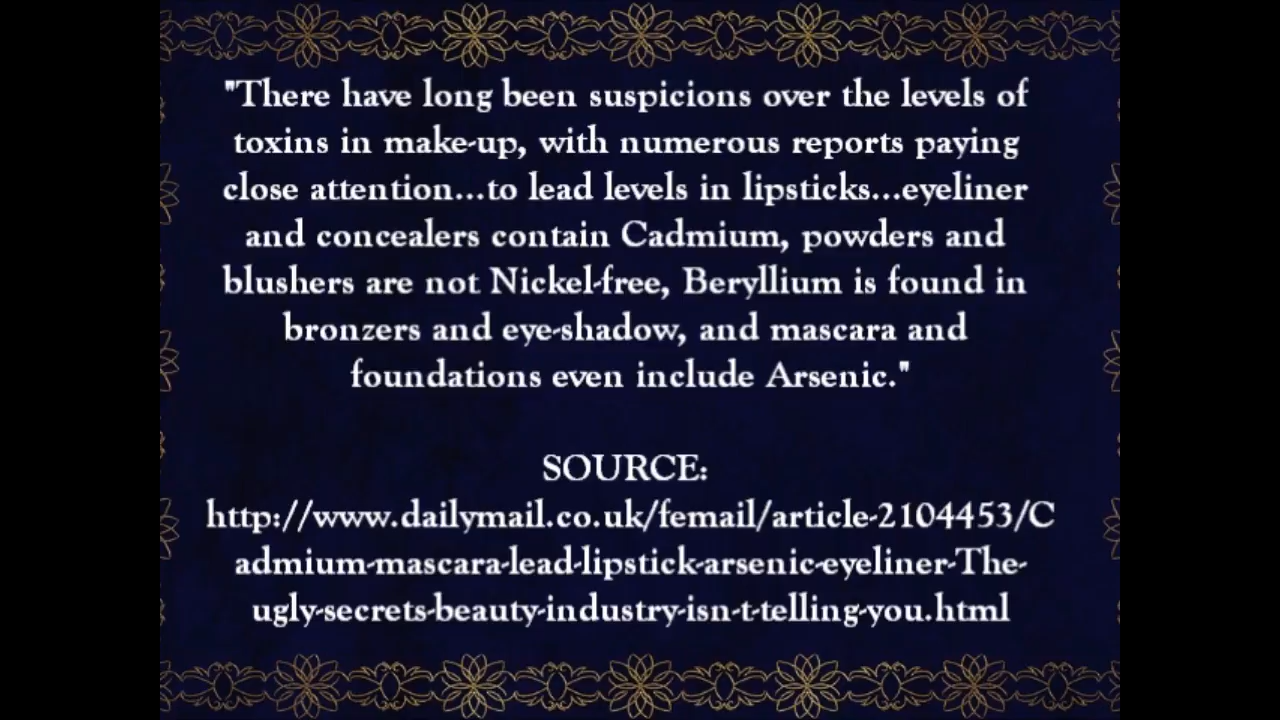 "There have long been suspicions over the levels of
toxins in make-up, with numerous reports paying
close attention...to lead levels in lipsticks...eyeliner
and concealers contain Cadmium, powders and
blushers are not Nickel-free, Beryllium is found in
bronzers and eye-shadow, and mascara and
foundations even include Arsenic."
SOURCE:
http://www.dailymail.co.uk/femail/article-2104453/C
admium-mascara-lead-lipstick-arsenic-eyeliner-The-
ugly-secrets-beauty-industry-isn-t-telling-you.html